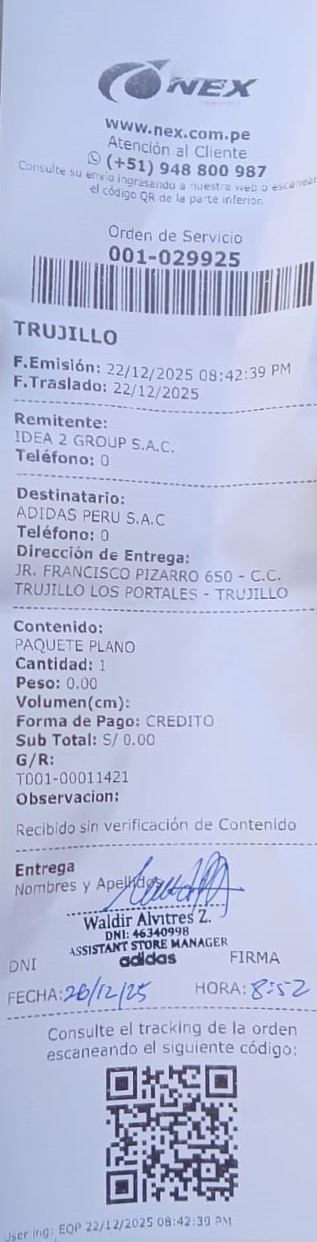 NEX
www.nex.com.pe
Atención al Cliente
(+51) 948 800 987
Consulte su envío ingresando a nuestra web o escanear
el código QR de la parte inferior.
Orden de Servicio
001-029925
TRUJILLO
F.Emisión: 22/12/2025 08:42:39 PM
F.Traslado: 22/12/2025
Remitente:
IDEA 2 GROUP S.A.C.
Teléfono: 0
Destinatario:
ADIDAS PERU S.A.C
Teléfono: 0
Dirección de Entrega:
JR. FRANCISCO PIZARRO 650 - C.C.
TRUJILLO LOS PORTALES - TRUJILLO
Contenido:
PAQUETE PLANO
Cantidad: 1
Peso: 0.00
Volumen(cm):
Forma de Pago: CREDITO
Sub Total: S/ 0.00
G/R:
T001-00011421
Observacion:
Recibido sin verificación de Contenido
Entrega
Nombres y Apellidos
Waldir Alvitres Z.
DNI: 46340998
ASSISTANT STORE MANAGER
adidas
DNI FIRMA
FECHA: 26/12/25 HORA: 8:52
Consulte el tracking de la orden
escaneando el siguiente código:
User ing: EQP 22/12/2025 08:42:39 PM